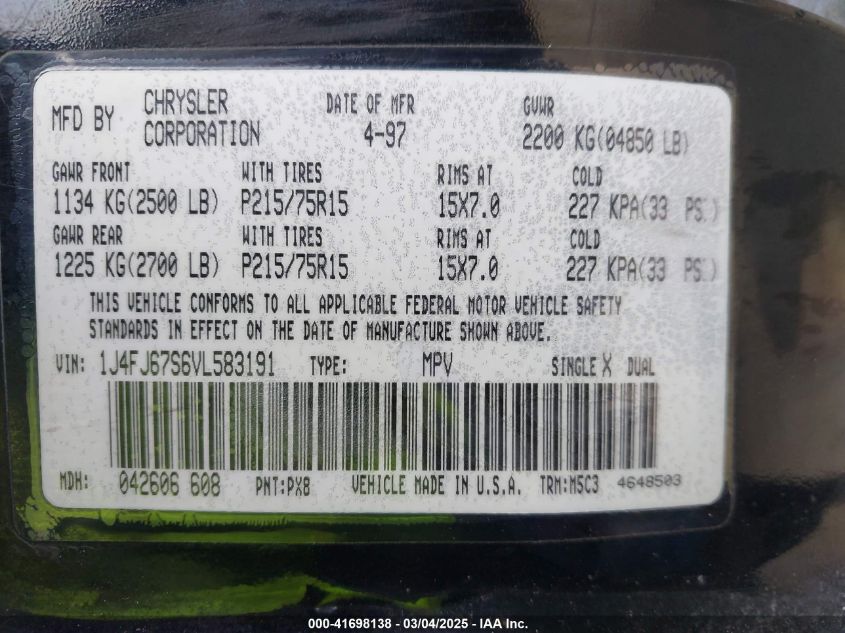 MFD BY CHRYSLER CORPORATION DATE OF MFR 4-97 GVWR 2200 KG(04850 LB)
GAWR FRONT WITH TIRES RIMS AT COLD
1134 KG(2500 LB) P215/75R15 15X7.0 227 KPA(33 PSI)
GAWR REAR WITH TIRES RIMS AT COLD
1225 KG(2700 LB) P215/75R15 15X7.0 227 KPA(33 PSI)
THIS VEHICLE CONFORMS TO ALL APPLICABLE FEDERAL MOTOR VEHICLE SAFETY
STANDARDS IN EFFECT ON THE DATE OF MANUFACTURE SHOWN ABOVE.
VIN: 1J4FJ67S6VL583191 TYPE: MPV SINGLE X DUAL
MDH: 042606 608 PNT:PX8 VEHICLE MADE IN U.S.A. TRM:M5C3 4648503
000-41698138 - 03/04/2025 - IAA Inc.